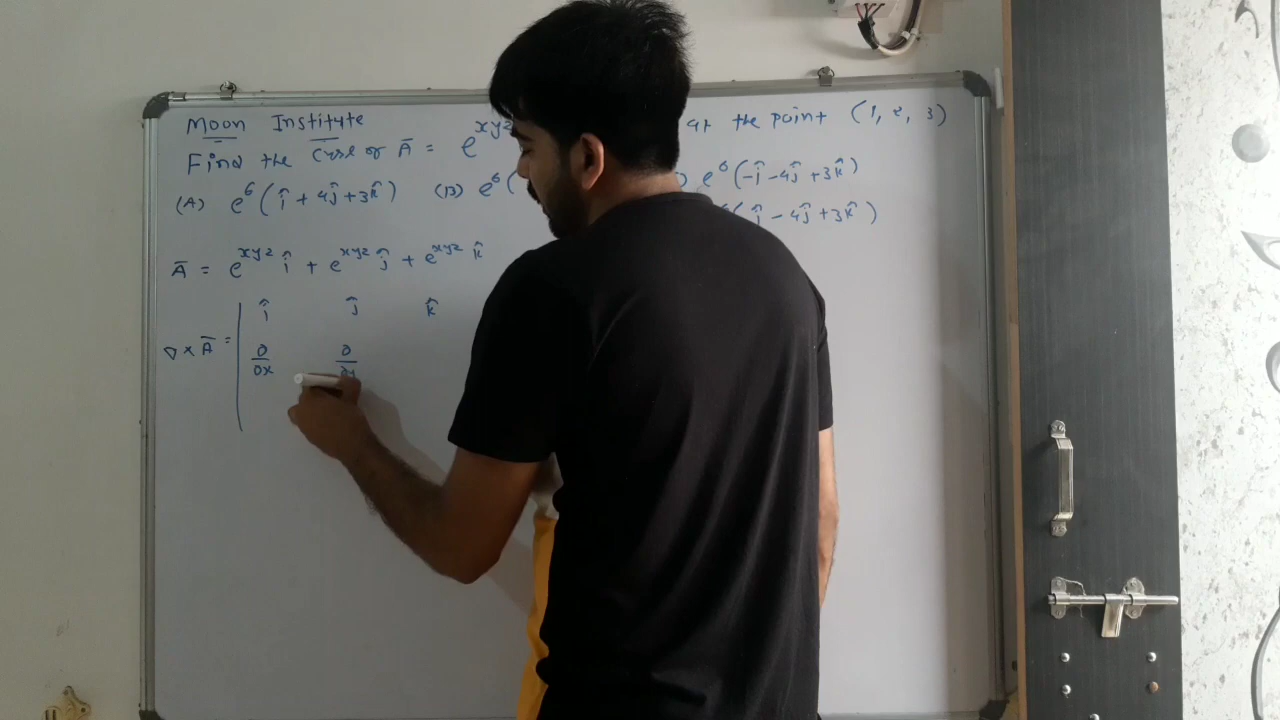 Moon Institute
Find the Curl of Ā = e^xyz at the point (1, 2, 3)
(A) e^6 (î + 4ĵ + 3k̂) (B) e^6 ( e^6 (-î - 4ĵ + 3k̂)
(î - 4ĵ + 3k̂)
Ā = e^xyz î + e^xyz ĵ + e^xyz k̂
î ĵ k̂
∇ × Ā = | ∂/∂x ∂/∂y